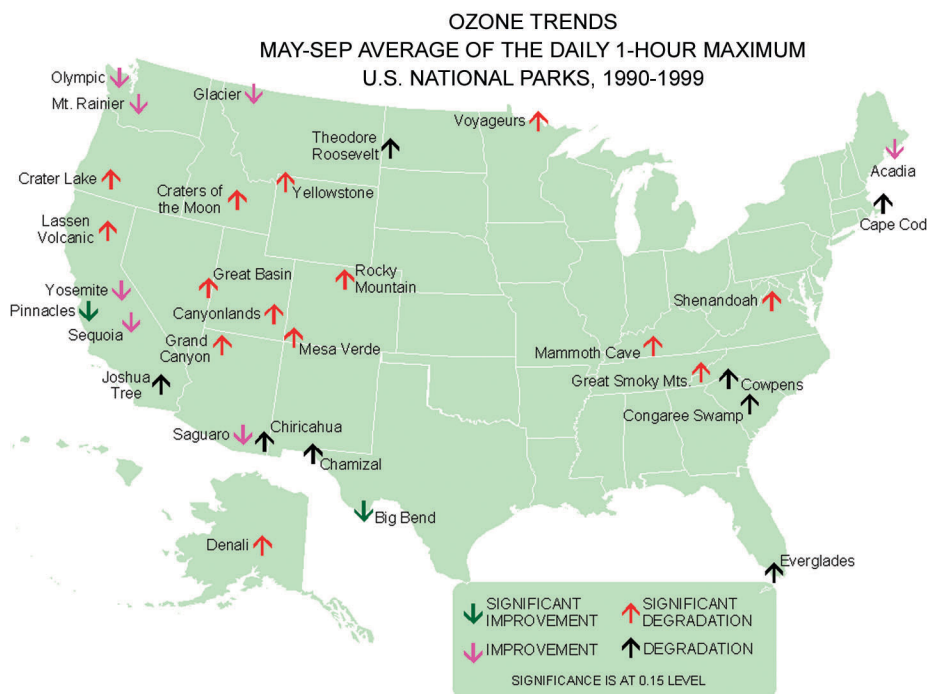 OZONE TRENDS
MAY-SEP AVERAGE OF THE DAILY 1-HOUR MAXIMUM
U.S. NATIONAL PARKS, 1990-1999
Olympic
Mt. Rainier
Glacier
Voyageurs
Theodore
Roosevelt
Acadia
Crater Lake
Craters of
the Moon
Yellowstone
Cape Cod
Lassen
Volcanic
Great Basin
Rocky
Mountain
Yosemite
Pinnacles
Sequoia
Canyonlands
Shenandoah
Grand
Canyon
Mesa Verde
Mammoth Cave
Joshua
Tree
Great Smoky Mts.
Cowpens
Congaree Swamp
Saguaro
Chiricahua
Chamizal
Big Bend
Denali
Everglades
SIGNIFICANT
IMPROVEMENT
SIGNIFICANT
DEGRADATION
IMPROVEMENT
DEGRADATION
SIGNIFICANCE IS AT 0.15 LEVEL